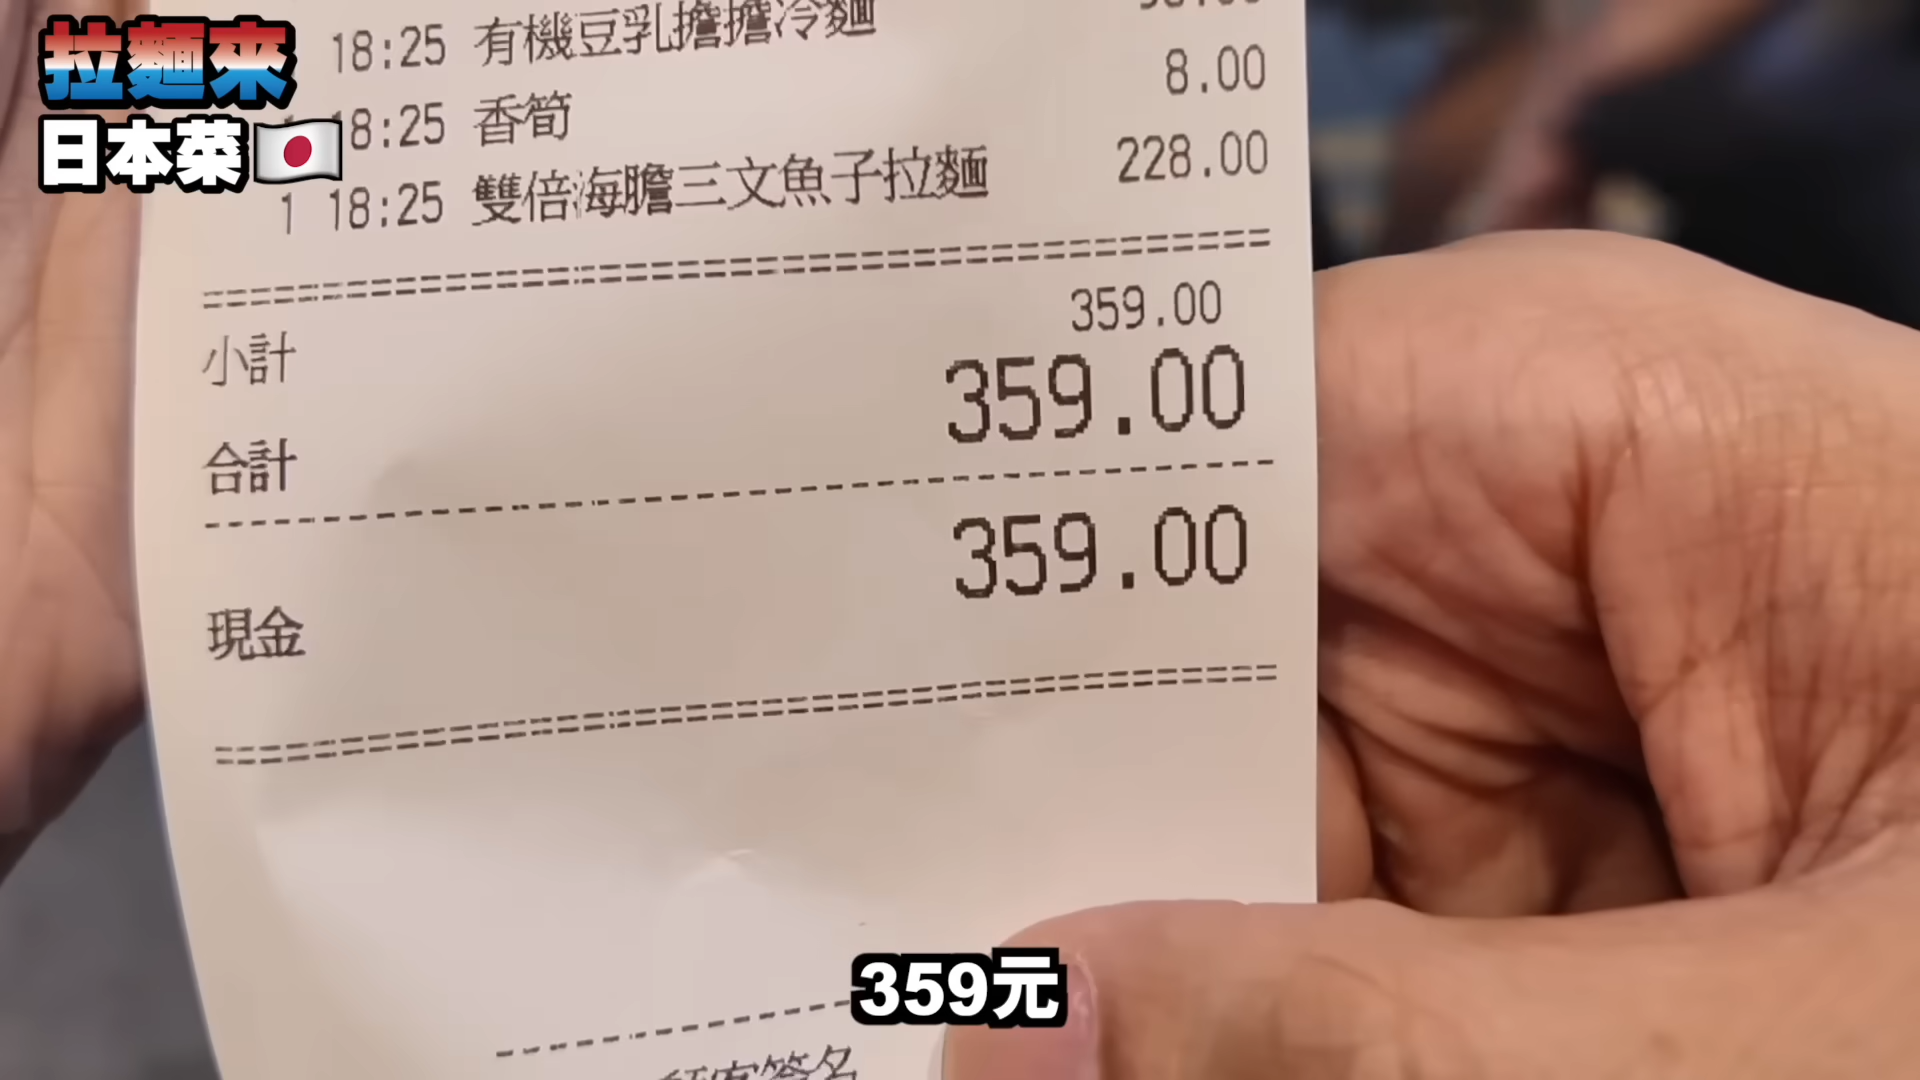 拉麵來
日本菜
18:25 有機豆乳擔擔冷麵
18:25 香筍 8.00
1 18:25 雙倍海膽三文魚子拉麵 228.00
小計 359.00
合計 359.00
現金 359.00
359元